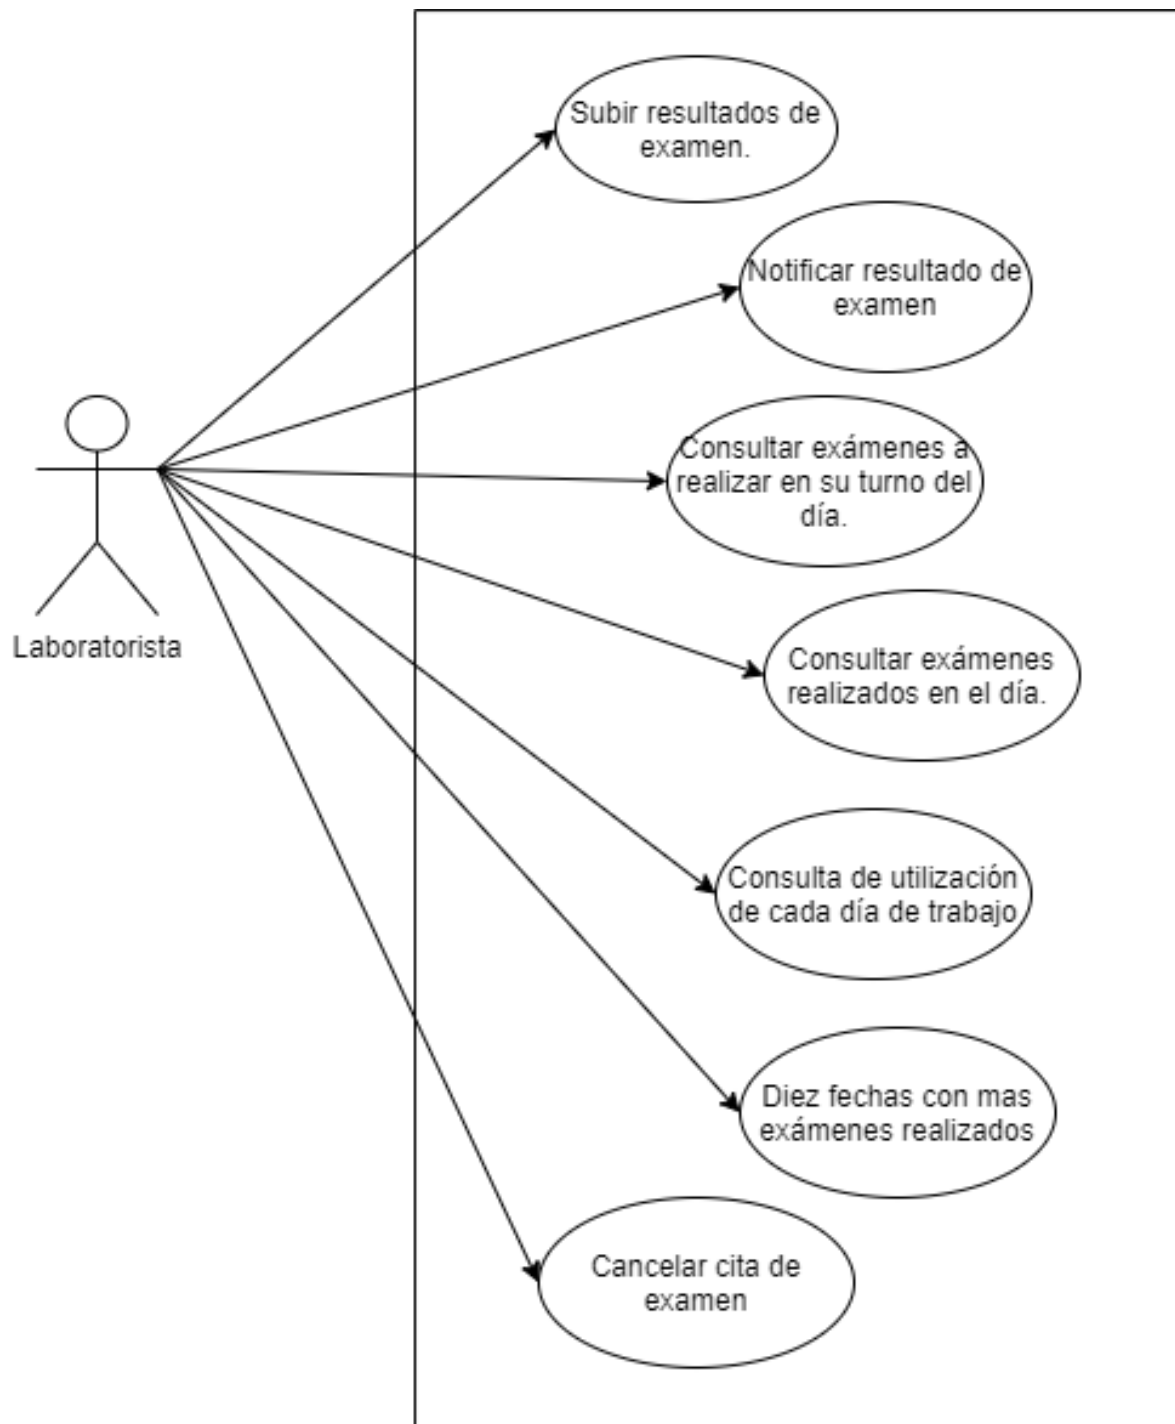 Subir resultados de
examen.
Notificar resultado de
examen
Consultar exámenes a
realizar en su turno del
día.
Laboratorista
Consultar exámenes
realizados en el día.
Consulta de utilización
de cada día de trabajo
Diez fechas con mas
exámenes realizados
Cancelar cita de
examen